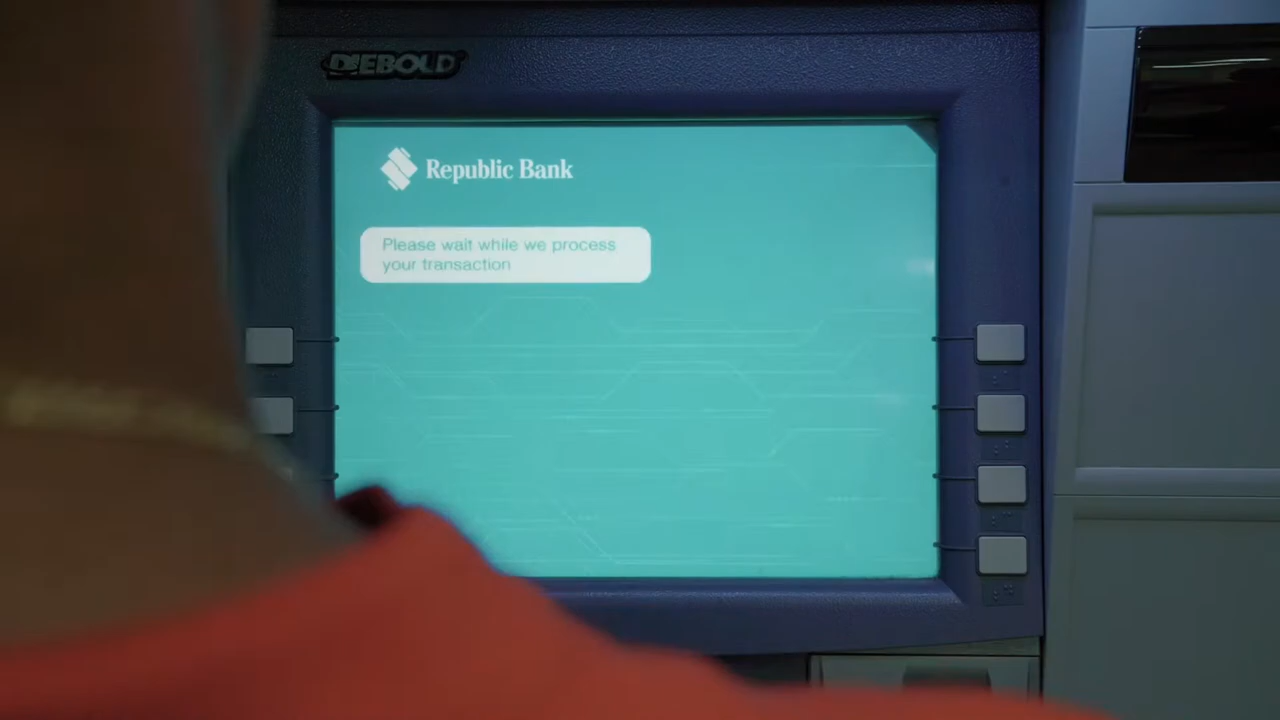 DIEBOLD
Republic Bank
Please wait while we process
your transaction